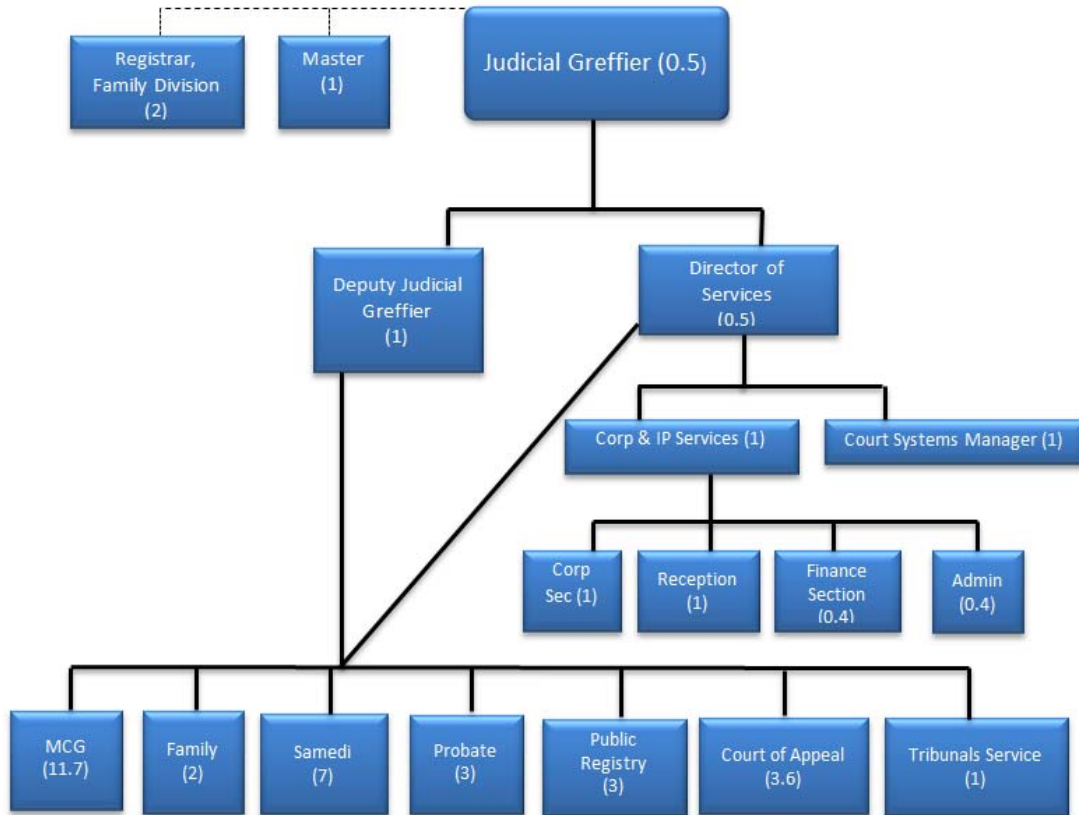 Judicial Greffier (0.5)
Registrar,
Family Division
(2)
Master
(1)
Deputy Judicial
Greffier
(1)
Director of
Services
(0.5)
Corp & IP Services (1)
Court Systems Manager (1)
Corp
Sec (1)
Reception
(1)
Finance
Section
(0.4)
Admin
(0.4)
MCG
(11.7)
Family
(2)
Samedi
(7)
Probate
(3)
Public
Registry
(3)
Court of Appeal
(3.6)
Tribunals Service
(1)